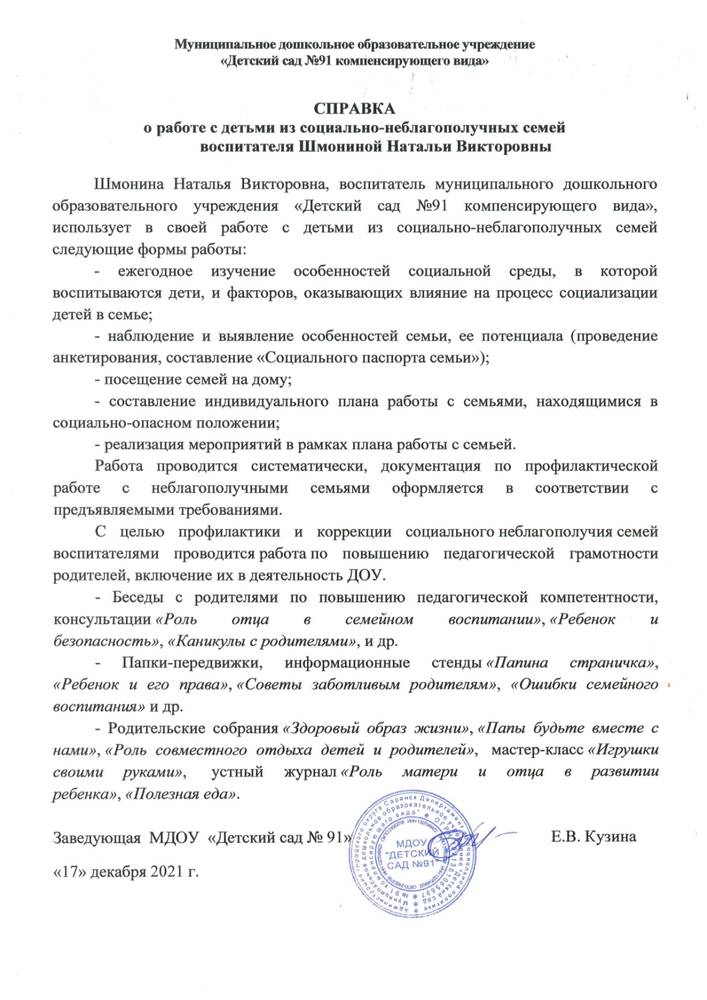 Муниципальное дошкольное образовательное учреждение
«Детский сад №91 компенсирующего вида»
СПРАВКА
о работе с детьми из социально-неблагополучных семей
воспитателя Шмониной Натальи Викторовны
Шмонина Наталья Викторовна, воспитатель муниципального дошкольного
образовательного учреждения «Детский сад №91 компенсирующего вида»,
использует в своей работе с детьми из социально-неблагополучных семей
следующие формы работы:
- ежегодное изучение особенностей социальной среды, в которой
воспитываются дети, и факторов, оказывающих влияние на процесс социализации
детей в семье;
- наблюдение и выявление особенностей семьи, ее потенциала (проведение
анкетирования, составление «Социального паспорта семьи»);
- посещение семей на дому;
- составление индивидуального плана работы с семьями, находящимися в
социально-опасном положении;
- реализация мероприятий в рамках плана работы с семьей.
Работа проводится систематически, документация по профилактической
работе с неблагополучными семьями оформляется в соответствии с
предъявляемыми требованиями.
С целью профилактики и коррекции социального неблагополучия семей
воспитателями проводится работа по повышению педагогической грамотности
родителей, включение их в деятельность ДОУ.
- Беседы с родителями по повышению педагогической компетентности,
консультации «Роль отца в семейном воспитании», «Ребенок и
безопасность», «Каникулы с родителями», и др.
- Папки-передвижки, информационные стенды «Папина страничка»,
«Ребенок и его права», «Советы заботливым родителям», «Ошибки семейного
воспитания» и др.
- Родительские собрания «Здоровый образ жизни», «Папы будьте вместе с
нами», «Роль совместного отдыха детей и родителей», мастер-класс «Игрушки
своими руками», устный журнал «Роль матери и отца в развитии
ребенка», «Полезная еда».
Заведующая МДОУ «Детский сад № 91» Е.В. Кузина
«17» декабря 2021 г.
МДОУ
"ДЕТСКИЙ
САД №91"